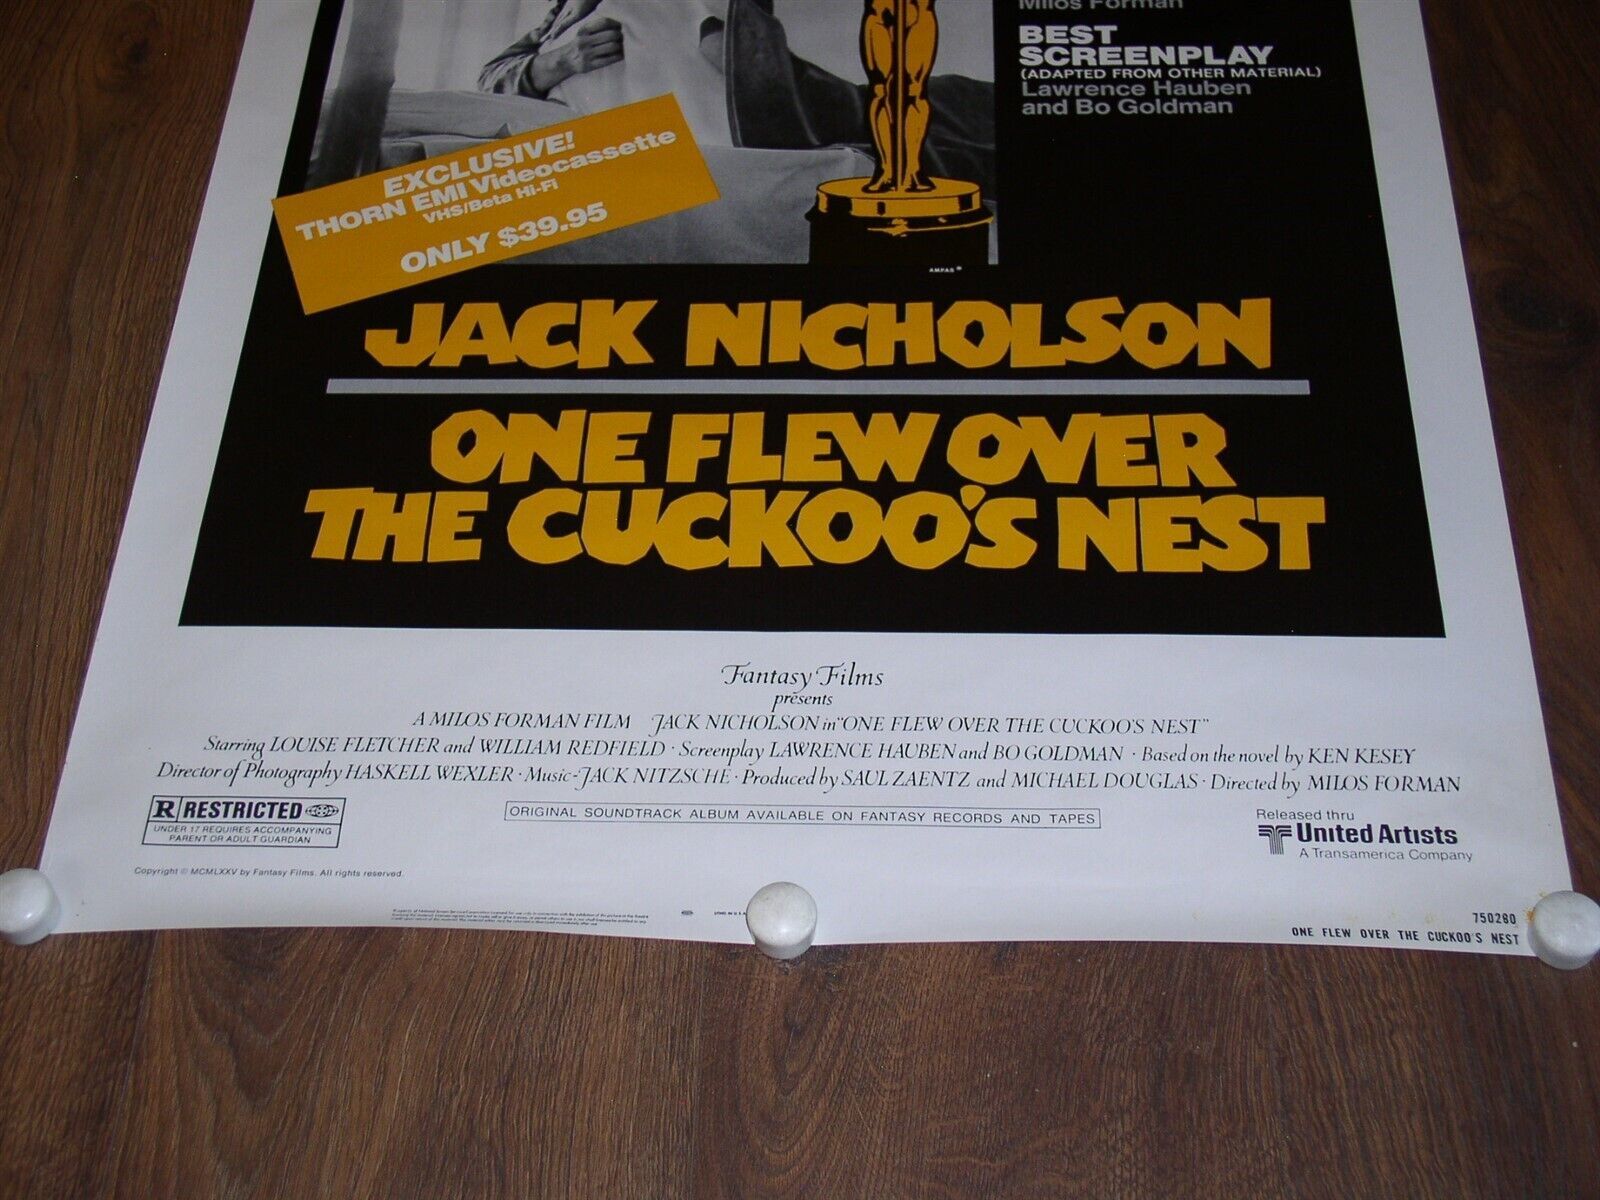 Milos Forman
BEST
SCREENPLAY
(ADAPTED FROM OTHER MATERIAL)
Lawrence Hauben
and Bo Goldman
EXCLUSIVE!
THORN EMI Videocassette
VHS/Beta Hi-Fi
ONLY $39.95
AMPAS ®
JACK NICHOLSON
ONE FLEW OVER
THE CUCKOO'S NEST
Fantasy Films
presents
A MILOS FORMAN FILM JACK NICHOLSON in "ONE FLEW OVER THE CUCKOO'S NEST"
Starring LOUISE FLETCHER and WILLIAM REDFIELD · Screenplay LAWRENCE HAUBEN and BO GOLDMAN · Based on the novel by KEN KESEY
Director of Photography HASKELL WEXLER · Music-JACK NITZSCHE · Produced by SAUL ZAENTZ and MICHAEL DOUGLAS · Directed by MILOS FORMAN
R RESTRICTED
UNDER 17 REQUIRES ACCOMPANYING
PARENT OR ADULT GUARDIAN
ORIGINAL SOUNDTRACK ALBUM AVAILABLE ON FANTASY RECORDS AND TAPES
Released thru
United Artists
A Transamerica Company
Copyright © MCMLXXV by Fantasy Films. All rights reserved.
LITHO. IN U.S.A.
750280
ONE FLEW OVER THE CUCKOO'S NEST